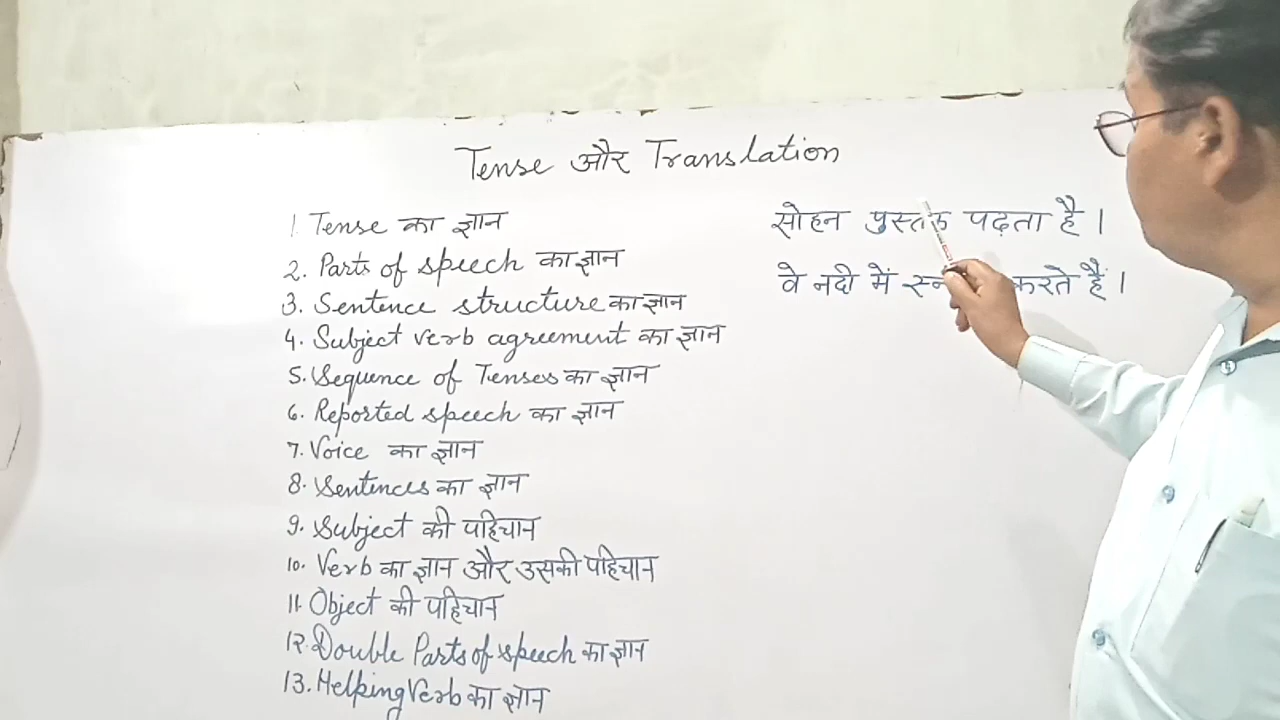 Tense और Translation
1. Tense का ज्ञान
2. Parts of speech का ज्ञान
3. Sentence structure का ज्ञान
4. Subject verb agreement का ज्ञान
5. Sequence of Tenses का ज्ञान
6. Reported speech का ज्ञान
7. Voice का ज्ञान
8. Sentences का ज्ञान
9. Subject की पहिचान
10. Verb का ज्ञान और उसकी पहिचान
11. Object की पहिचान
12. Double Parts of speech का ज्ञान
13. Helping Verb का ज्ञान
सोहन पुस्तक पढ़ता है ।
वे नदी में करते हैं ।